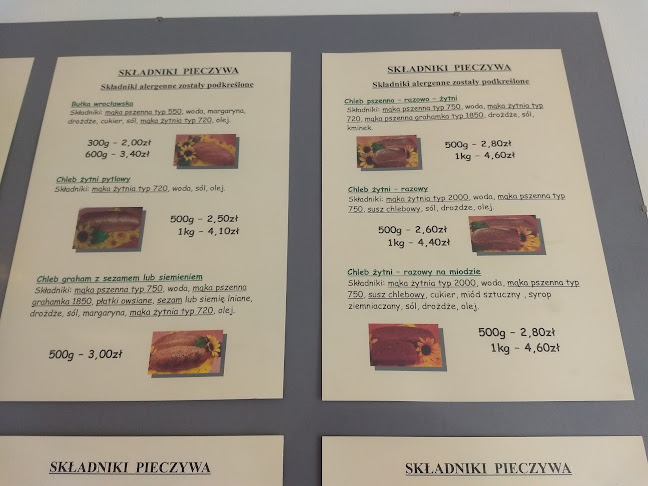 SKŁADNIKI PIECZYWA
Składniki alergenne zostały podkreślone
Bułka wrocławska
Składniki: mąka pszenna typ 550, woda, margaryna,
drożdże, cukier, sól, mąka żytnia typ 720, olej.
300g – 2,00zł
600g – 3,40zł
Chleb żytni pytlowy
Składniki: mąka żytnia typ 720, woda, sól, olej.
500g – 2,50zł
1kg – 4,10zł
Chleb graham z sezamem lub siemieniem
Składniki: mąka pszenna typ 750, woda, mąka pszenna
grahamka 1850, płatki owsiane, sezam lub siemię lniane,
drożdże, sól, margaryna, mąka żytnia typ 720, olej.
500g – 3,00zł
SKŁADNIKI PIECZYWA
Składniki alergenne zostały podkreślone
Chleb pszenno – razowo – żytni
Składniki: mąka pszenna typ 750, woda, mąka żytnia typ
720, mąka pszenna grahamka typ 1850, drożdże, sól,
kminek.
500g – 2,80zł
1kg – 4,60zł
Chleb żytni – razowy
Składniki: mąka żytnia typ 2000, woda, mąka pszenna typ
750, susz chlebowy, sól, drożdże, olej.
500g – 2,60zł
1kg – 4,40zł
Chleb żytni – razowy na miodzie
Składniki: mąka żytnia typ 2000, woda, mąka pszenna typ
750, susz chlebowy, cukier, miód sztuczny , syrop
ziemniaczany, sól, drożdże, olej.
500g – 2,80zł
1kg – 4,60zł
SKŁADNIKI PIECZYWA
SKŁADNIKI PIECZYWA